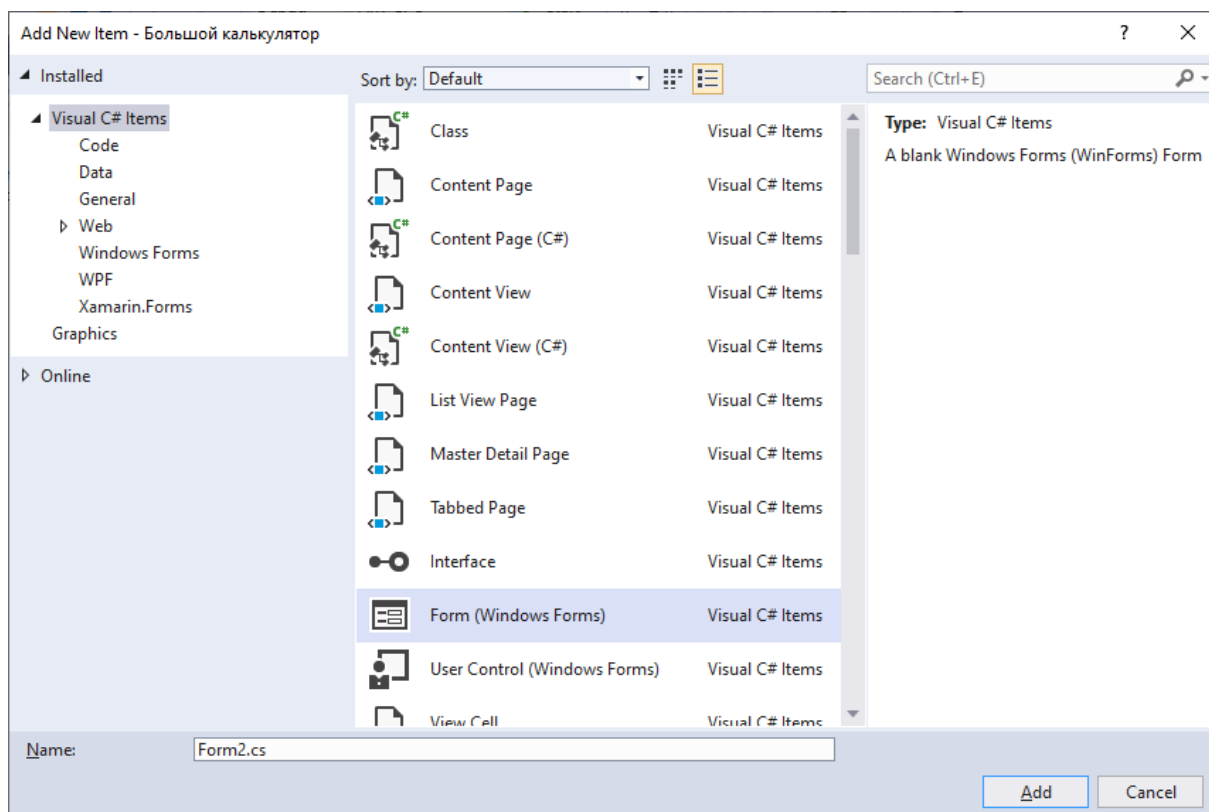 Add New Item - Большой калькулятор
?
Installed
Sort by: Default
Search (Ctrl+E)
Visual C# Items
Code
Data
General
Web
Windows Forms
WPF
Xamarin.Forms
Graphics
Online
C# Class Visual C# Items
Content Page Visual C# Items
C# Content Page (C#) Visual C# Items
Content View Visual C# Items
C# Content View (C#) Visual C# Items
List View Page Visual C# Items
Master Detail Page Visual C# Items
Tabbed Page Visual C# Items
Interface Visual C# Items
Form (Windows Forms) Visual C# Items
User Control (Windows Forms) Visual C# Items
View Cell Visual C# Items
Type: Visual C# Items
A blank Windows Forms (WinForms) Form
Name: Form2.cs
Add Cancel